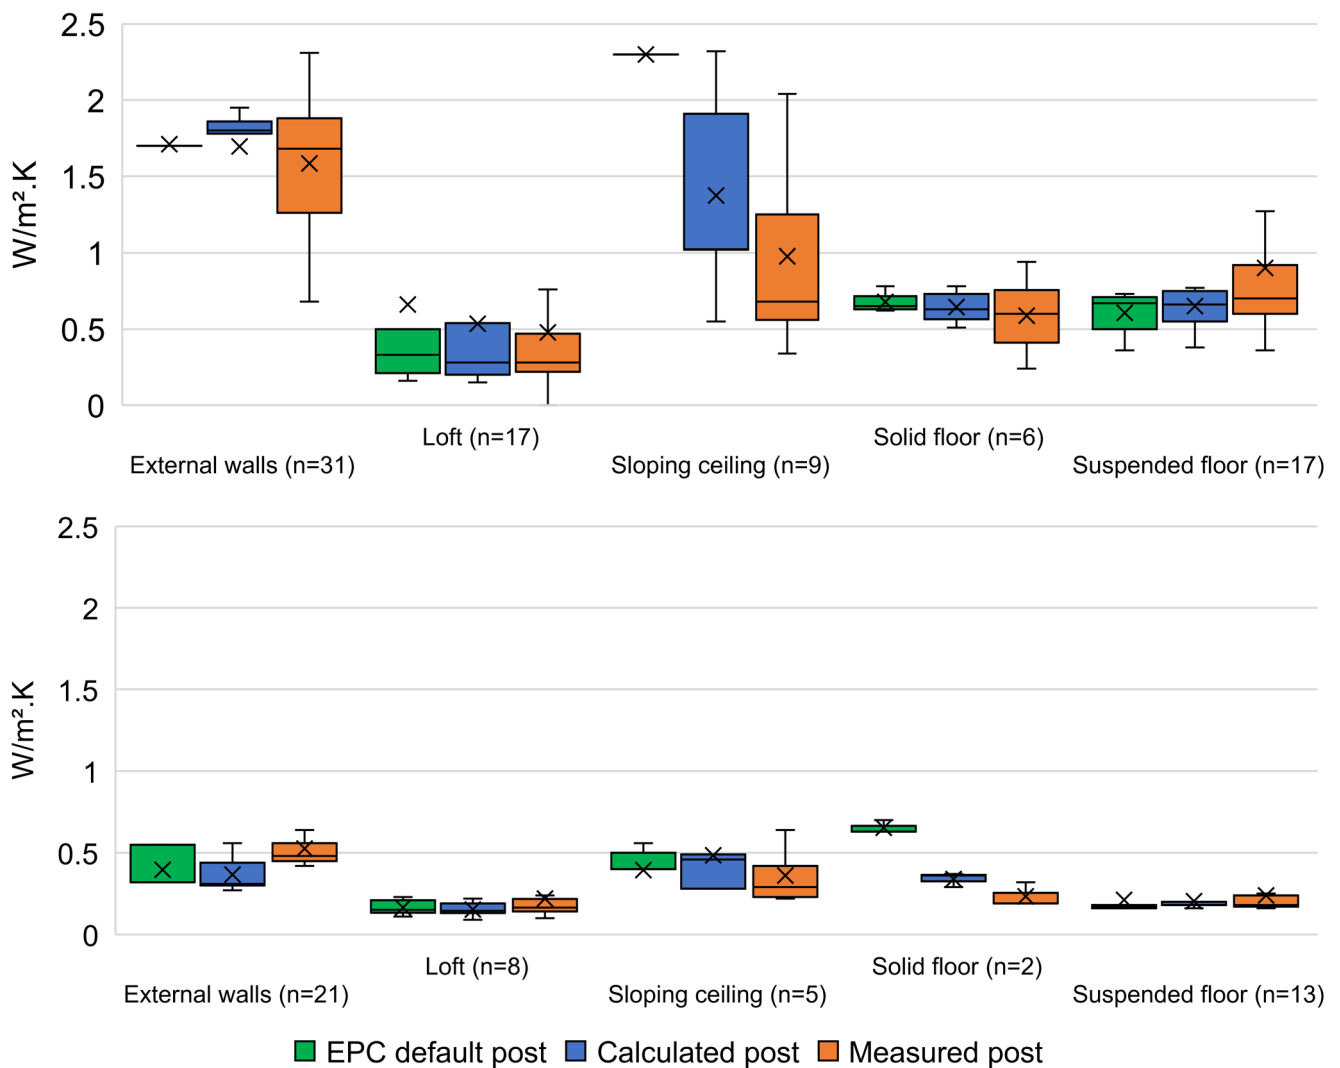 2.5
2
1.5
1
0.5
0
W/m².K
Loft (n=17)
Solid floor (n=6)
External walls (n=31)
Sloping ceiling (n=9)
Suspended floor (n=17)
2.5
2
1.5
1
0.5
0
W/m².K
Loft (n=8)
Solid floor (n=2)
External walls (n=21)
Sloping ceiling (n=5)
Suspended floor (n=13)
EPC default post
Calculated post
Measured post